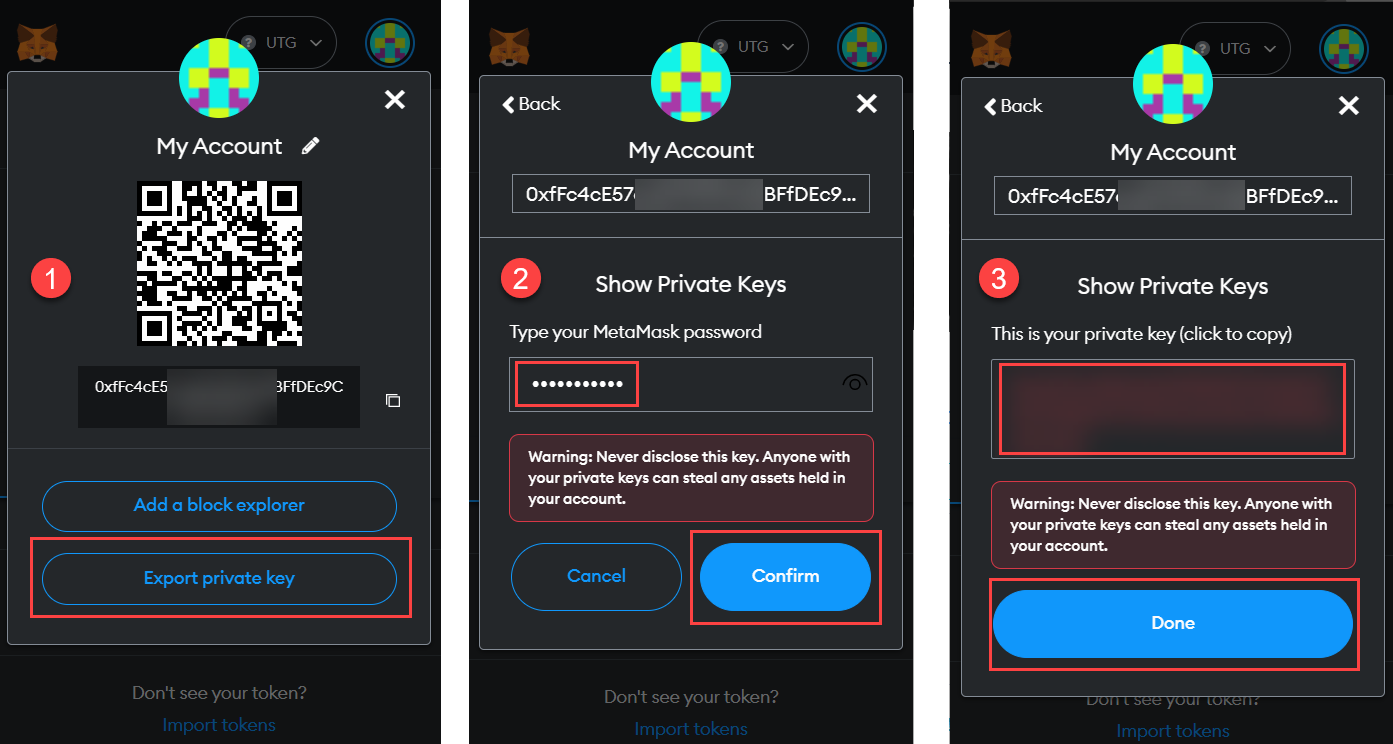 UTG
My Account
0xfFc4cE5
BFfDEc9C
Add a block explorer
Export private key
Don't see your token?
Import tokens
1
UTG
Back
My Account
0xfFc4cE57
BFfDEc9...
2
Show Private Keys
Type your MetaMask password
•••••••••••
Warning: Never disclose this key. Anyone with
your private keys can steal any assets held in
your account.
Cancel
Confirm
Don't see your token?
Import tokens
UTG
Back
My Account
0xfFc4cE57
BFfDEc9...
3
Show Private Keys
This is your private key (click to copy)
Warning: Never disclose this key. Anyone with
your private keys can steal any assets held in
your account.
Done
Don't see your token?
Import tokens